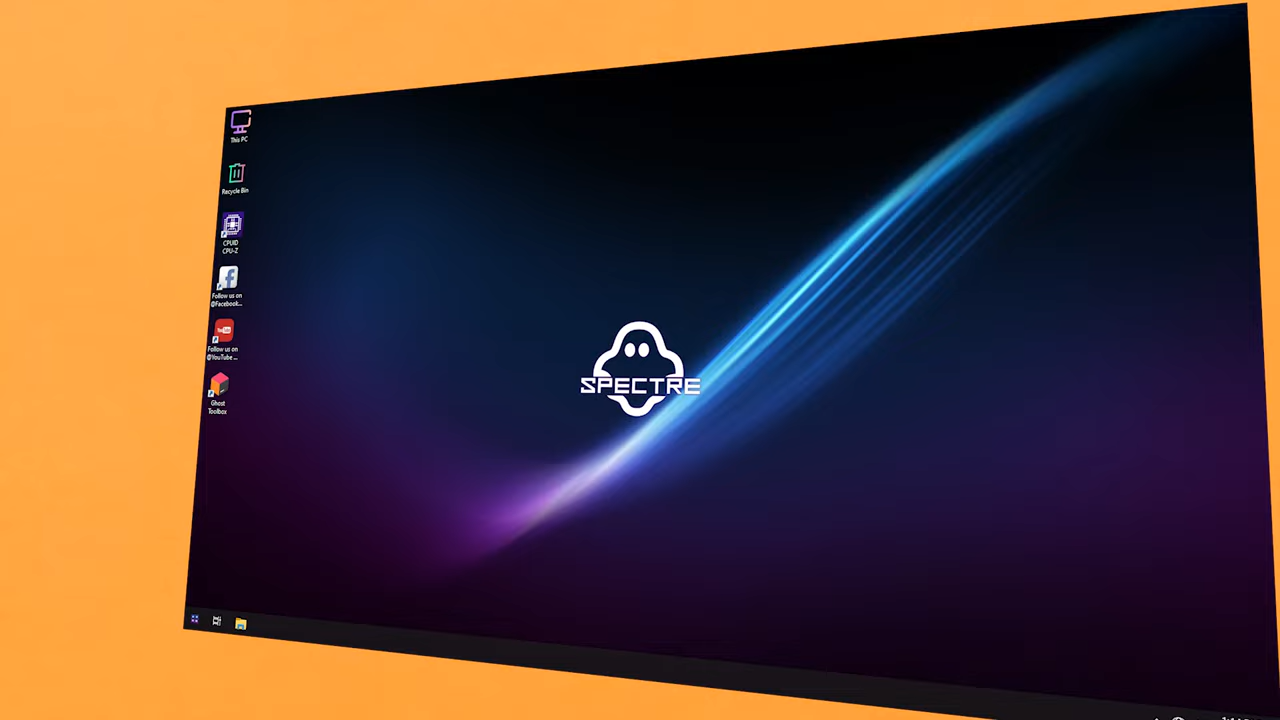 This PC
Recycle Bin
CPUID
CPU-Z
Follow us on
@Facebook...
Follow us on
@YouTube ...
Ghost
Toolbox
SPECTRE